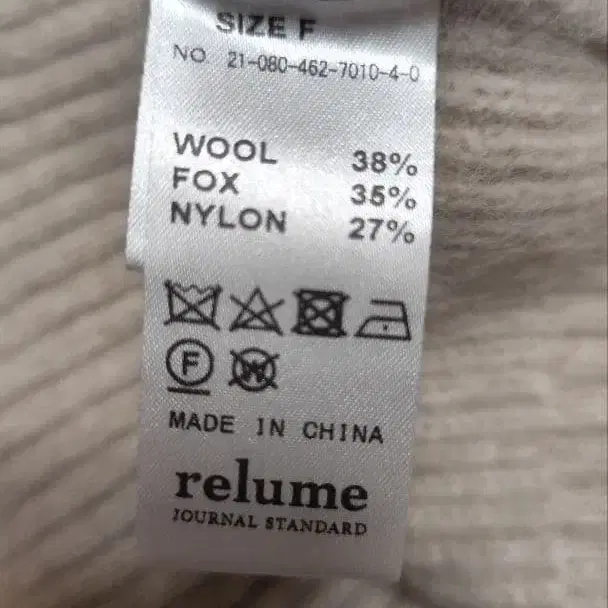 SIZE F
NO 21-080-462-7010-4-0
WOOL 38%
FOX 35%
NYLON 27%
F W
MADE IN CHINA
relume
JOURNAL STANDARD